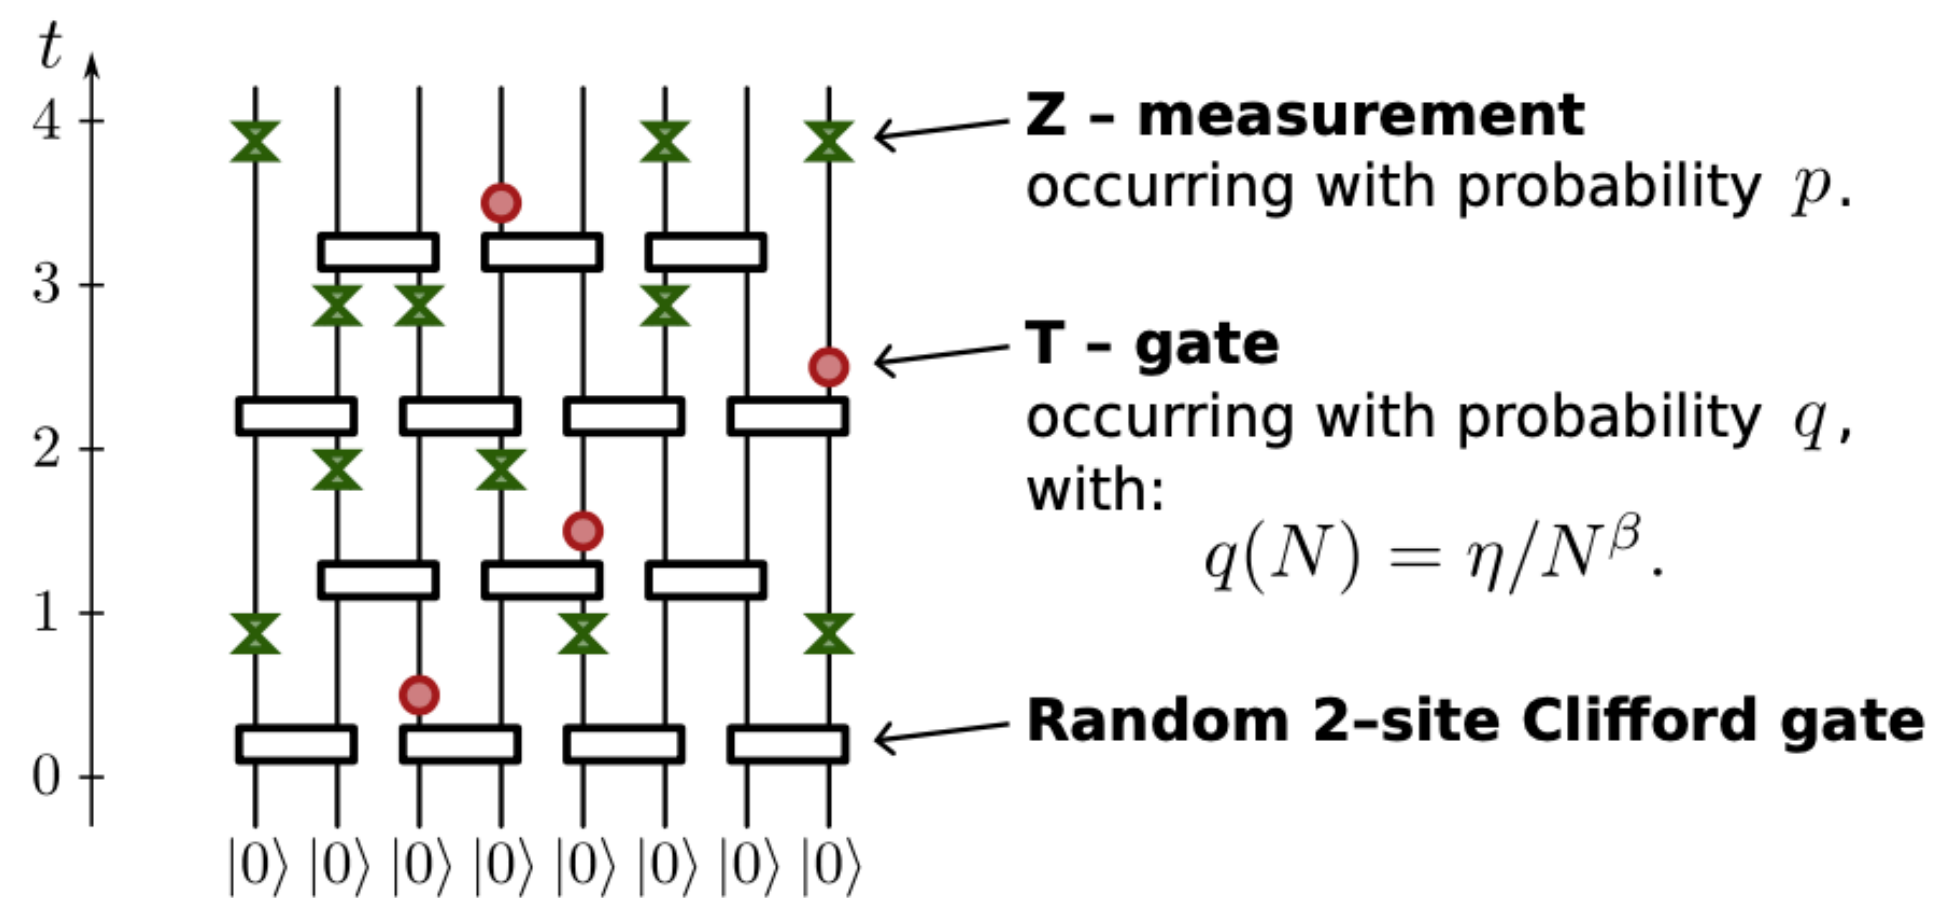 t
4
3
2
1
0
|0⟩ |0⟩ |0⟩ |0⟩ |0⟩ |0⟩ |0⟩ |0⟩
Z – measurement
occurring with probability p.
T – gate
occurring with probability q,
with:
q(N) = η/N^β.
Random 2–site Clifford gate